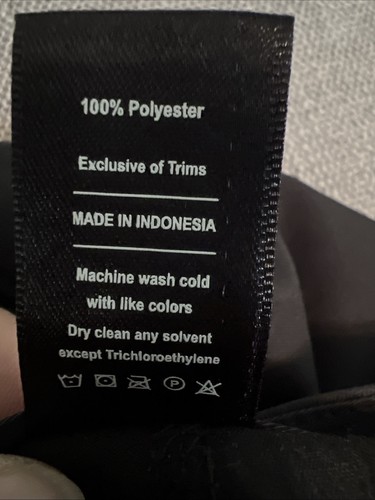 100% Polyester
Exclusive of Trims
MADE IN INDONESIA
Machine wash cold
with like colors
Dry clean any solvent
except Trichloroethylene
P